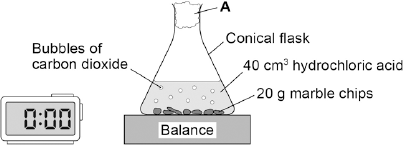 A
Bubbles of
carbon dioxide
Conical flask
40 cm³ hydrochloric acid
20 g marble chips
0:00
Balance